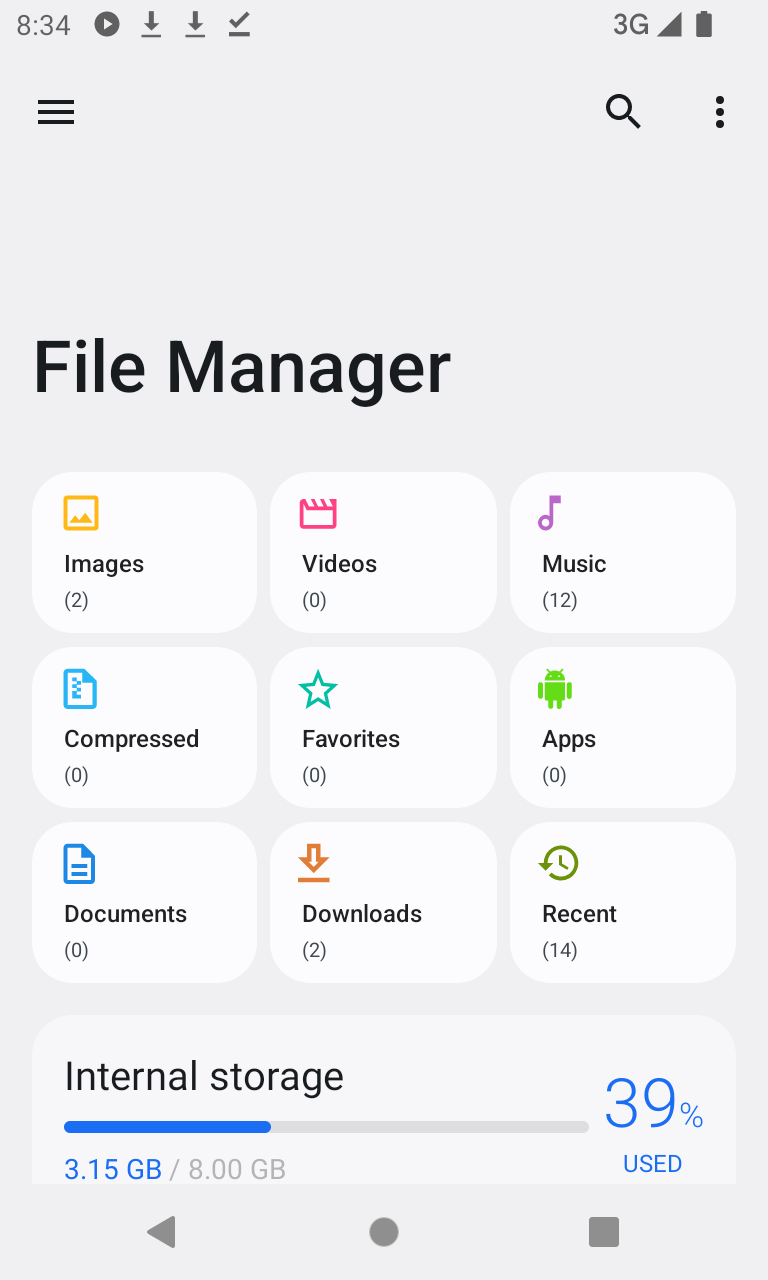 8:34 3G
File Manager
Images Videos Music
(2) (0) (12)
Compressed Favorites Apps
(0) (0) (0)
Documents Downloads Recent
(0) (2) (14)
Internal storage
39%
3.15 GB / 8.00 GB
USED